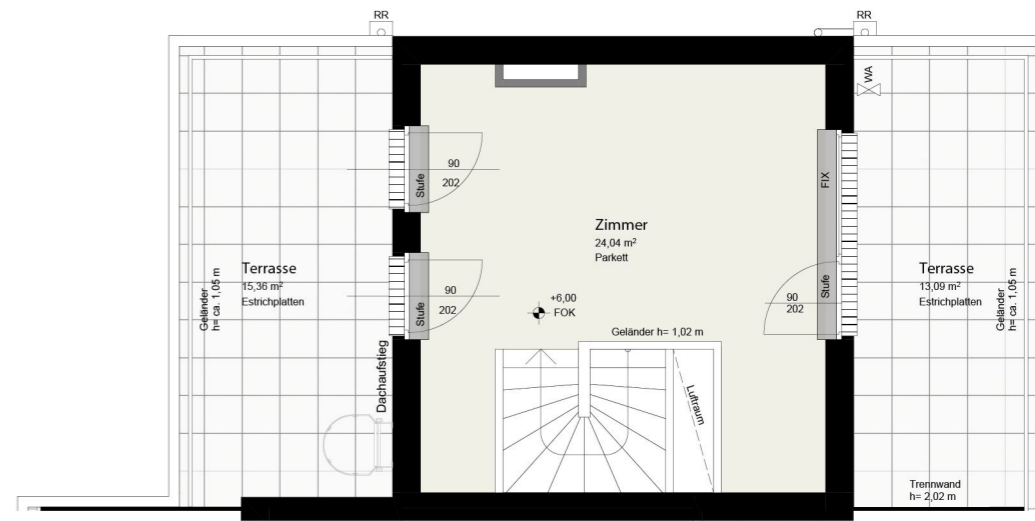 RR
RR
WA
90
202
Stufe
FIX
Zimmer
24,04 m²
Parkett
Terrasse
15,36 m²
Estrichplatten
Geländer
h= ca. 1,05 m
90
202
Stufe
+6,00
FOK
90
202
Stufe
Terrasse
13,09 m²
Estrichplatten
Geländer
h= ca. 1,05 m
Geländer h= 1,02 m
Dachaufstieg
Luftraum
Trennwand
h= 2,02 m